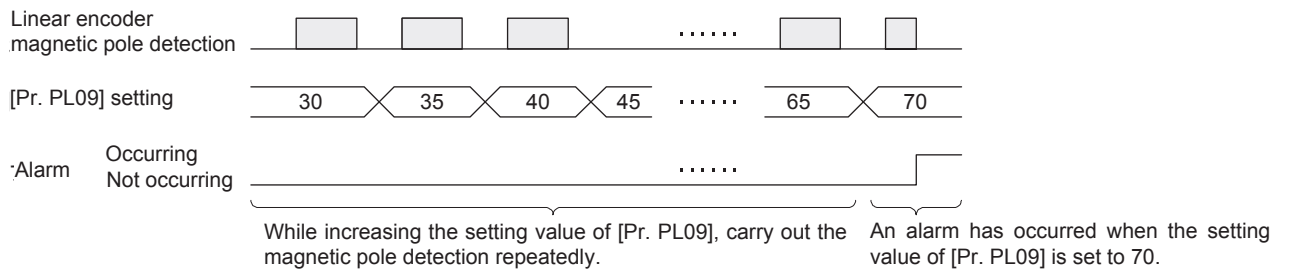 Linear encoder
magnetic pole detection
......
[Pr. PL09] setting
30 35 40 45 ...... 65 70
Alarm
Occurring
Not occurring
......
While increasing the setting value of [Pr. PL09], carry out the
magnetic pole detection repeatedly.
An alarm has occurred when the setting
value of [Pr. PL09] is set to 70.